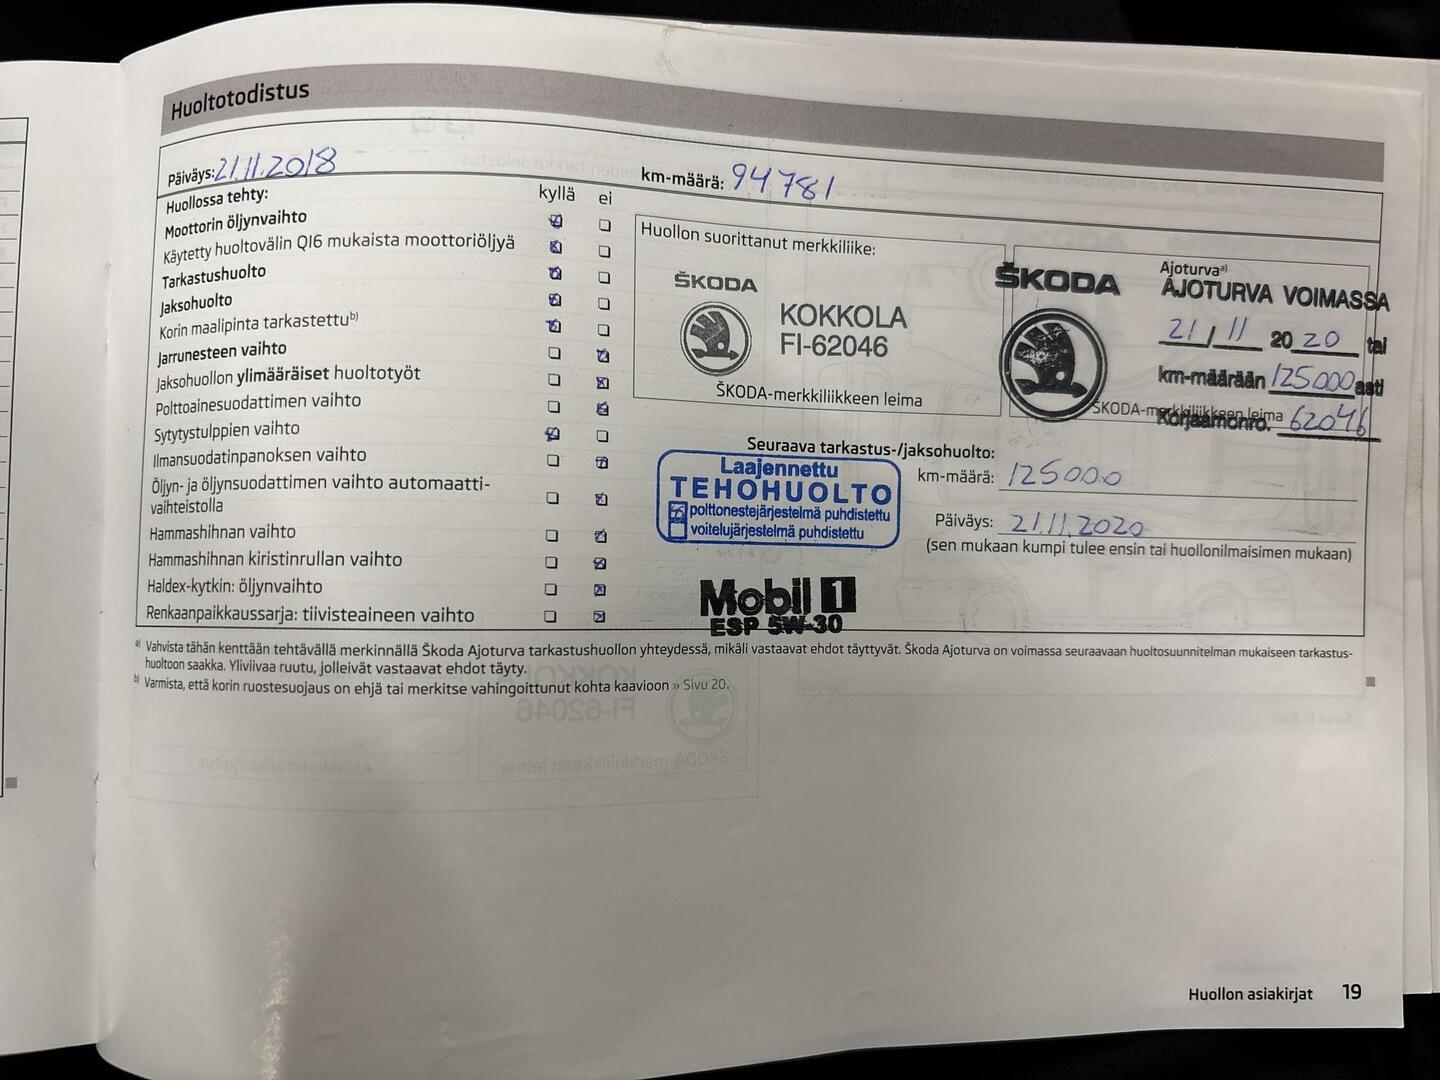 Huoltotodistus
Päiväys: 21.11.2018
km-määrä: 94781
Huollossa tehty: kyllä ei
Moottorin öljynvaihto
Käytetty huoltovälin QI6 mukaista moottoriöljyä
Tarkastushuolto
Jaksohuolto
Korin maalipinta tarkastettu b)
Jarrunesteen vaihto
Jaksohuollon ylimääräiset huoltotyöt
Polttoainesuodattimen vaihto
Sytytystulppien vaihto
Ilmansuodatinpanoksen vaihto
Öljyn- ja öljynsuodattimen vaihto automaatti-
vaihteistolla
Hammashihnan vaihto
Hammashihnan kiristinrullan vaihto
Haldex-kytkin: öljynvaihto
Renkaanpaikkaussarja: tiivisteaineen vaihto
Huollon suorittanut merkkiliike:
ŠKODA
KOKKOLA
FI-62046
ŠKODA-merkkiliikkeen leima
ŠKODA
Ajoturva a)
AJOTURVA VOIMASSA
21 / 11 20 20 tai
km-määrään 125000 asti
ŠKODA-merkkiliikkeen leima
Korjaamonro. 62046
Seuraava tarkastus-/jaksohuolto:
km-määrä: 125000
Päiväys: 21.11.2020
(sen mukaan kumpi tulee ensin tai huollonilmaisimen mukaan)
Laajennettu
TEHOHUOLTO
polttonestejärjestelmä puhdistettu
voitelujärjestelmä puhdistettu
Mobil 1
ESP 5W-30
a) Vahvista tähän kenttään tehtävällä merkinnällä Škoda Ajoturva tarkastushuollon yhteydessä, mikäli vastaavat ehdot täyttyvät. Škoda Ajoturva on voimassa seuraavaan huoltosuunnitelman mukaiseen tarkastus-
huoltoon saakka. Yliviivaa ruutu, jolleivät vastaavat ehdot täyty.
b) Varmista, että korin ruostesuojaus on ehjä tai merkitse vahingoittunut kohta kaavioon » Sivu 20.
Huollon asiakirjat 19